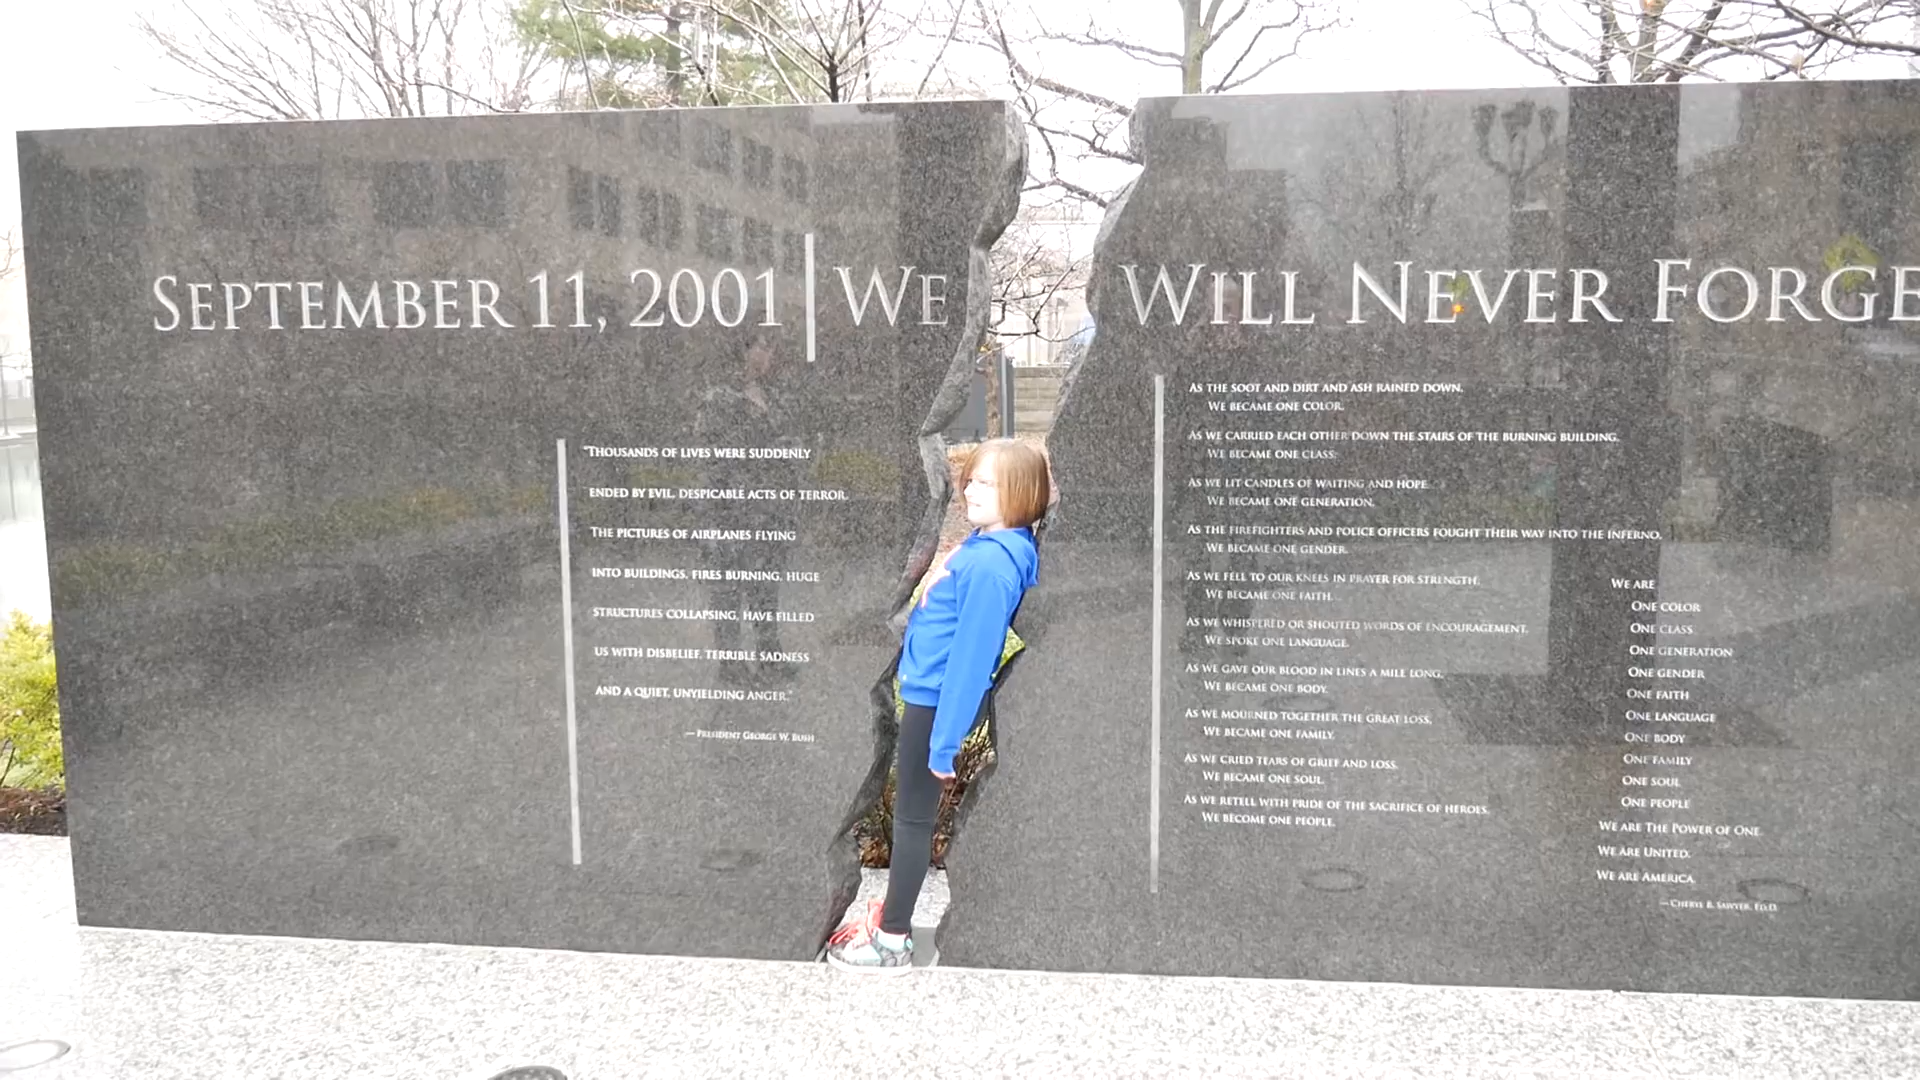 SEPTEMBER 11, 2001 | WE WILL NEVER FORGE
"THOUSANDS OF LIVES WERE SUDDENLY
ENDED BY EVIL, DESPICABLE ACTS OF TERROR.
THE PICTURES OF AIRPLANES FLYING
INTO BUILDINGS, FIRES BURNING, HUGE
STRUCTURES COLLAPSING, HAVE FILLED
US WITH DISBELIEF, TERRIBLE SADNESS
AND A QUIET, UNYIELDING ANGER."
— PRESIDENT GEORGE W. BUSH
AS THE SOOT AND DIRT AND ASH RAINED DOWN,
WE BECAME ONE COLOR.
AS WE CARRIED EACH OTHER DOWN THE STAIRS OF THE BURNING BUILDING,
WE BECAME ONE CLASS.
AS WE LIT CANDLES OF WAITING AND HOPE,
WE BECAME ONE GENERATION.
AS THE FIREFIGHTERS AND POLICE OFFICERS FOUGHT THEIR WAY INTO THE INFERNO,
WE BECAME ONE GENDER.
AS WE FELL TO OUR KNEES IN PRAYER FOR STRENGTH,
WE BECAME ONE FAITH.
AS WE WHISPERED OR SHOUTED WORDS OF ENCOURAGEMENT,
WE SPOKE ONE LANGUAGE.
AS WE GAVE OUR BLOOD IN LINES A MILE LONG,
WE BECAME ONE BODY.
AS WE MOURNED TOGETHER THE GREAT LOSS,
WE BECAME ONE FAMILY.
AS WE CRIED TEARS OF GRIEF AND LOSS,
WE BECAME ONE SOUL.
AS WE RETELL WITH PRIDE OF THE SACRIFICE OF HEROES,
WE BECOME ONE PEOPLE.
WE ARE
ONE COLOR
ONE CLASS
ONE GENERATION
ONE GENDER
ONE FAITH
ONE LANGUAGE
ONE BODY
ONE FAMILY
ONE SOUL
ONE PEOPLE
WE ARE THE POWER OF ONE.
WE ARE UNITED.
WE ARE AMERICA.
— CHERYL B. SAWYER, ED.D.